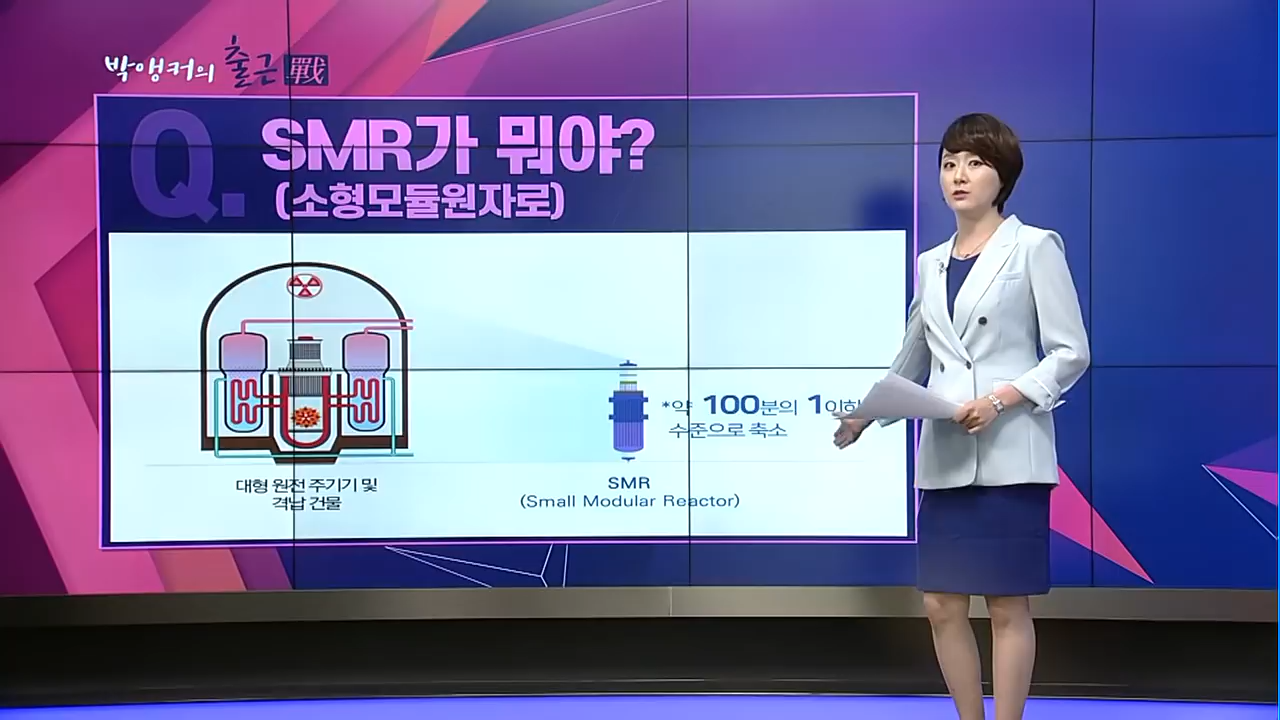 박앵커의 출근戰
Q. SMR가 뭐야?
(소형모듈원자로)
*약 100분의 1이하
수준으로 축소
대형 원전 주기기 및
격납 건물
SMR
(Small Modular Reactor)